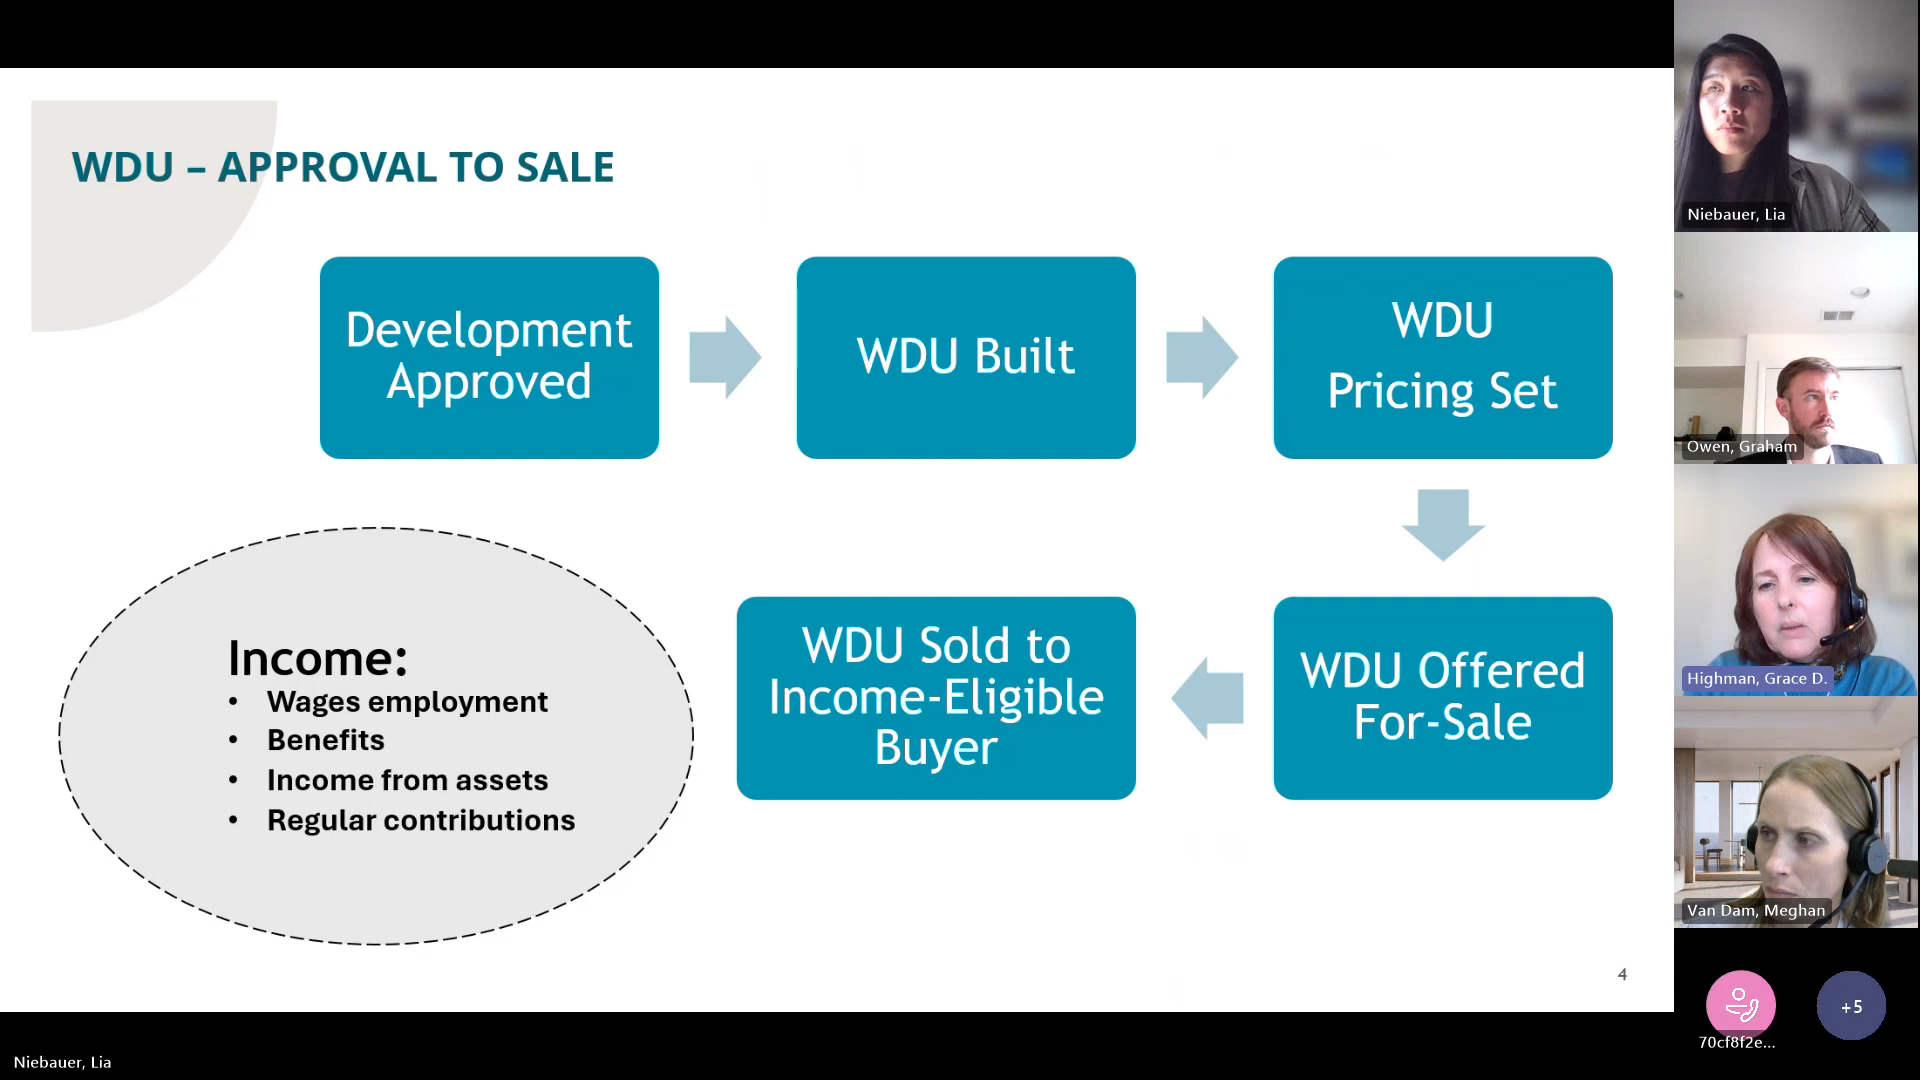 WDU – APPROVAL TO SALE
Development
Approved
WDU Built
WDU
Pricing Set
WDU Offered
For-Sale
WDU Sold to
Income-Eligible
Buyer
Income:
• Wages employment
• Benefits
• Income from assets
• Regular contributions
4
Niebauer, Lia
Owen, Graham
Highman, Grace D.
Van Dam, Meghan
70cf8f2e...
+5
Niebauer, Lia